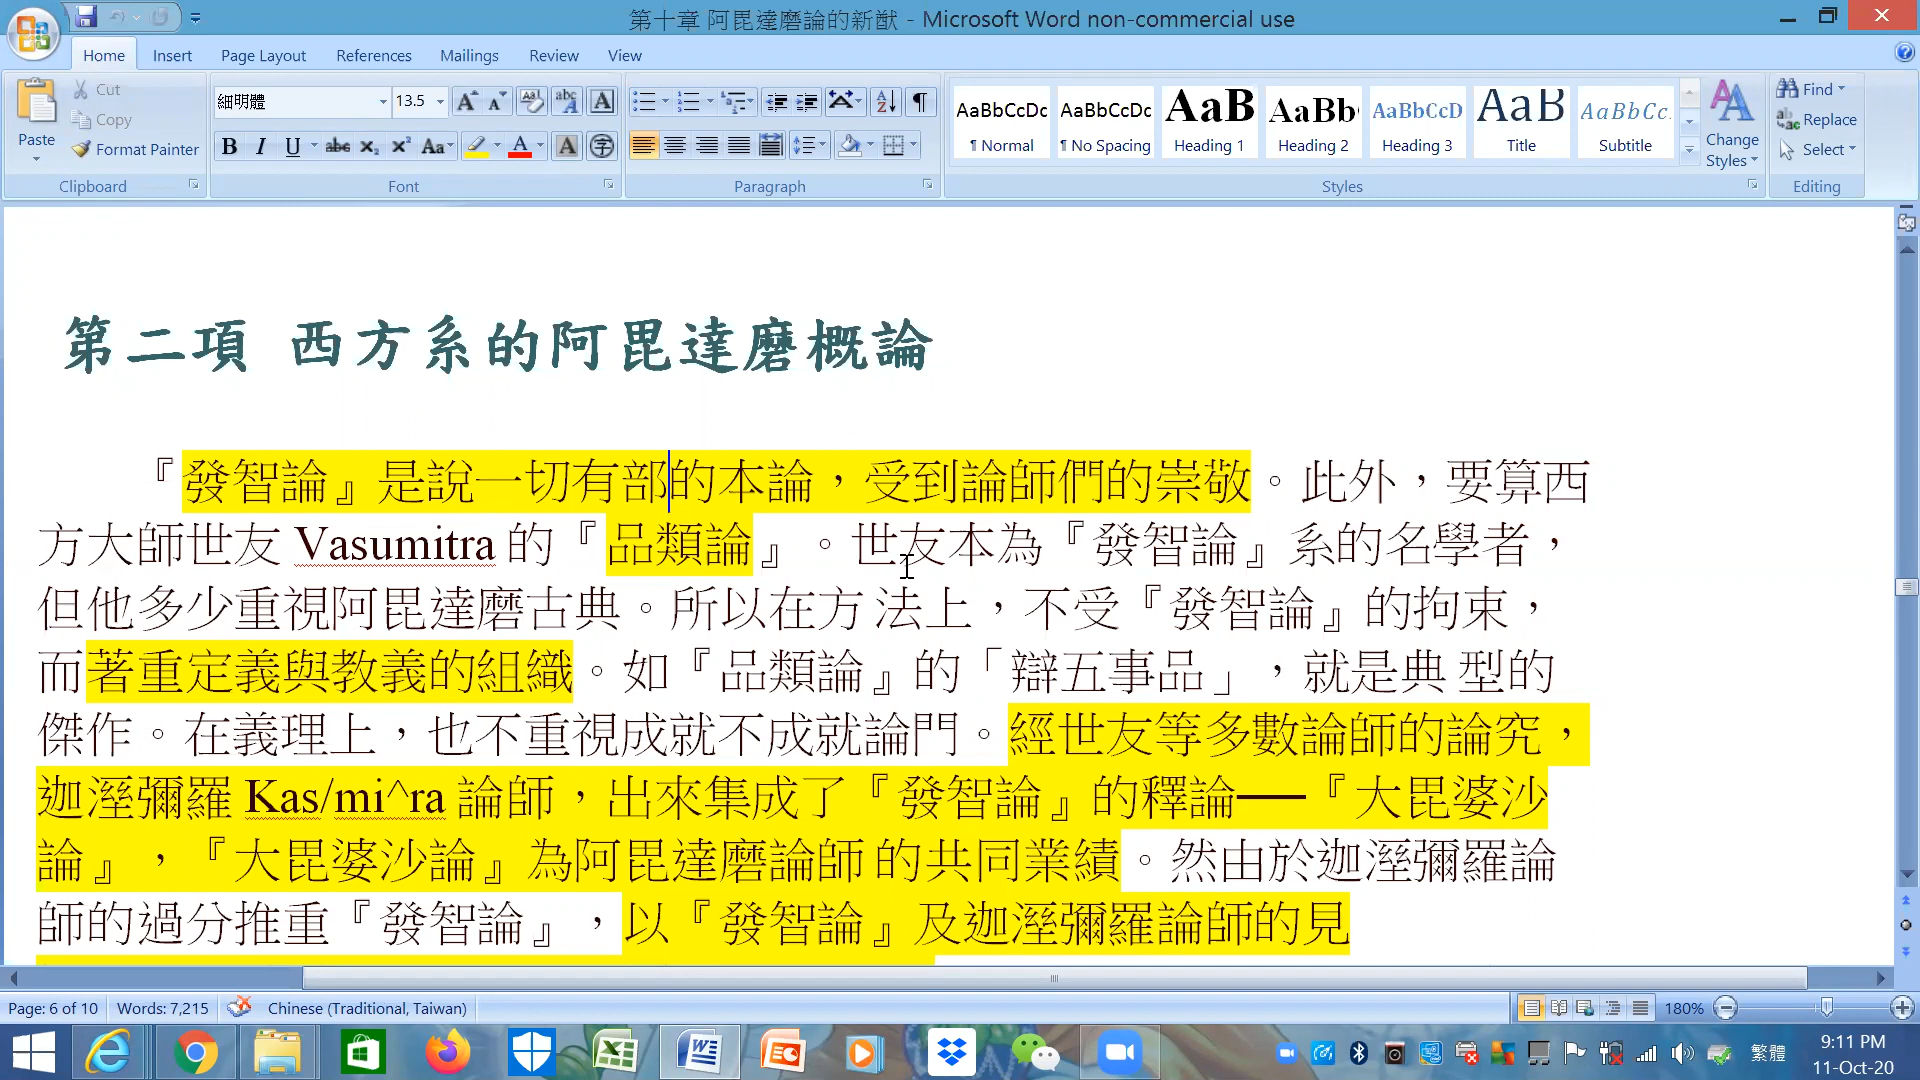 第十章 阿毘達磨論的新猷 - Microsoft Word non-commercial use
Home Insert Page Layout References Mailings Review View
Paste Cut Copy Format Painter Clipboard
細明體 13.5 Font
Paragraph
AaBbCcDc AaBbCcDc AaB AaBb AaBbCcD AaB AaBbCc.
¶ Normal ¶ No Spacing Heading 1 Heading 2 Heading 3 Title Subtitle
Change Styles
Styles
Find Replace Select Editing
第二項 西方系的阿毘達磨概論
『發智論』是說一切有部的本論，受到論師們的崇敬。此外，要算西
方大師世友 Vasumitra 的『品類論』。世友本為『發智論』系的名學者，
但他多少重視阿毘達磨古典。所以在方 法上，不受『發智論』的拘束，
而著重定義與教義的組織。如『品類論』的「辯五事品」，就是典 型的
傑作。在義理上，也不重視成就不成就論門。經世友等多數論師的論究，
迦溼彌羅 Kas/mi^ra 論師，出來集成了『發智論』的釋論──『大毘婆沙
論』，『大毘婆沙論』為阿毘達磨論師 的共同業績。然由於迦溼彌羅論
師的過分推重『發智論』，以『發智論』及迦溼彌羅論師的見
Page: 6 of 10 Words: 7,215 Chinese (Traditional, Taiwan) 180%
繁體
9:11 PM
11-Oct-20